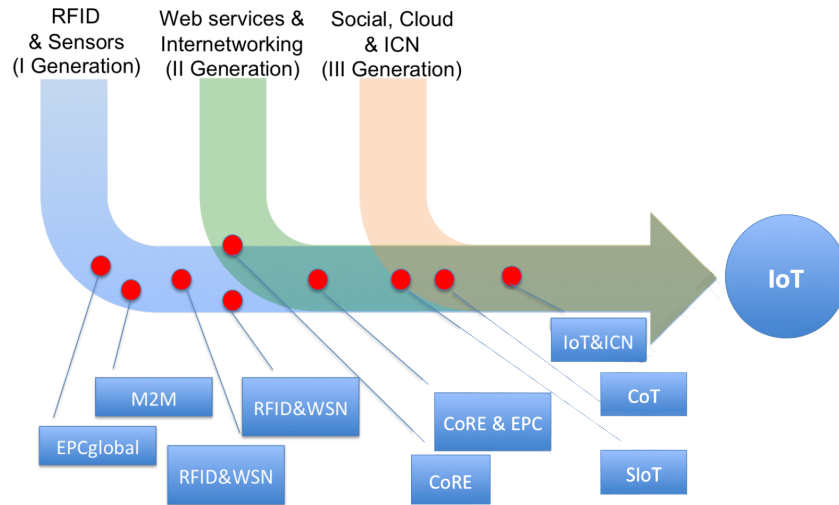 RFID
& Sensors
(I Generation)
Web services &
Internetworking
(II Generation)
Social, Cloud
& ICN
(III Generation)
IoT
IoT&ICN
M2M
RFID&WSN
CoT
CoRE & EPC
EPCglobal
RFID&WSN
CoRE
SIoT